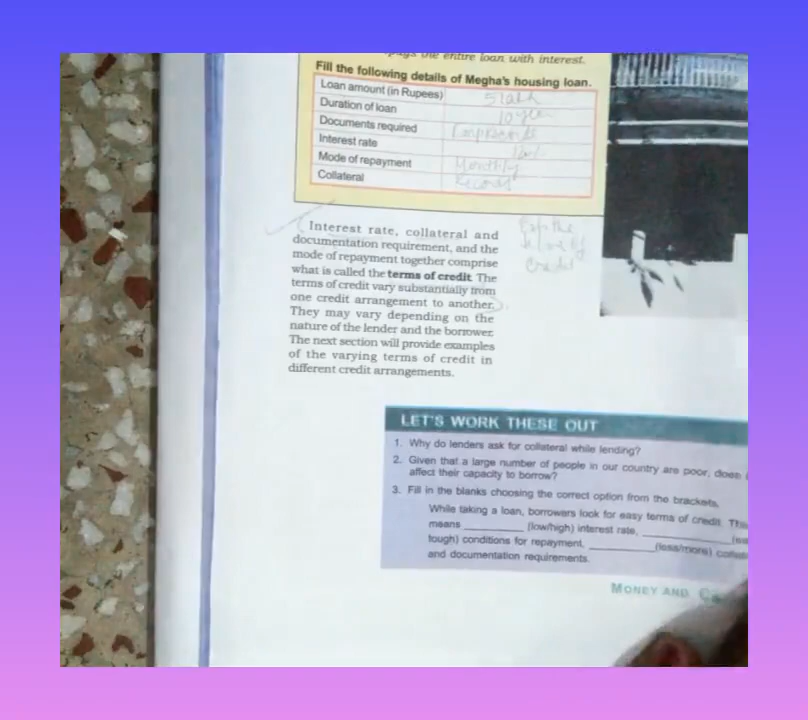 the entire loan with interest.
Fill the following details of Megha's housing loan.
Loan amount (in Rupees) 5 lakh
Duration of loan 10 year
Documents required
Interest rate
Mode of repayment Monthly
Collateral
Interest rate, collateral and
documentation requirement, and the
mode of repayment together comprise
what is called the terms of credit. The
terms of credit vary substantially from
one credit arrangement to another.
They may vary depending on the
nature of the lender and the borrower.
The next section will provide examples
of the varying terms of credit in
different credit arrangements.
the
of
credit
LET'S WORK THESE OUT
1. Why do lenders ask for collateral while lending?
2. Given that a large number of people in our country are poor, does
affect their capacity to borrow?
3. Fill in the blanks choosing the correct option from the brackets.
While taking a loan, borrowers look for easy terms of credit. This
means __________ (low/high) interest rate, ______________
tough) conditions for repayment, ___________ (less/more)
and documentation requirements.
MONEY AND